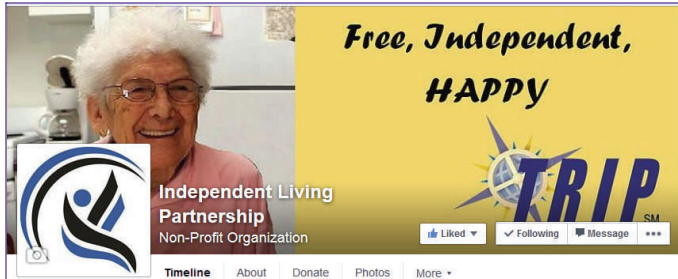 Free, Independent,
HAPPY
TRIP
SM
Independent Living
Partnership
Non-Profit Organization
Liked
Following
Message
Timeline About Donate Photos More